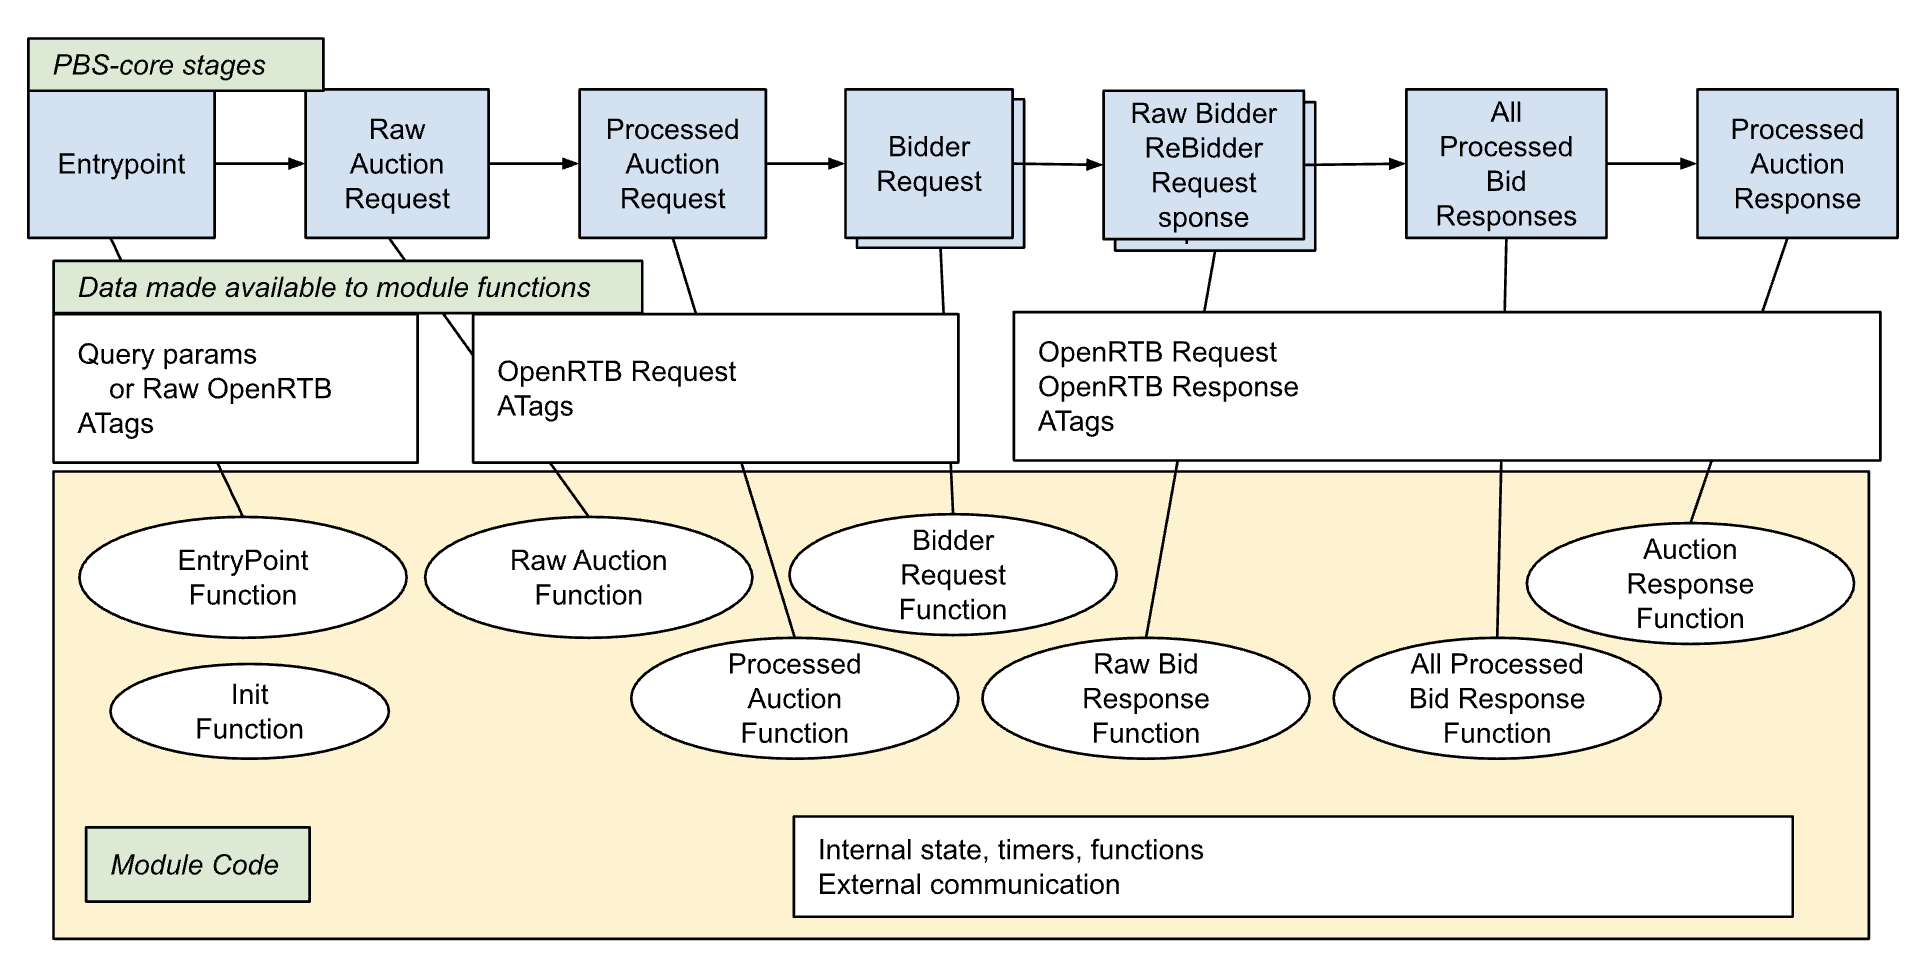 PBS-core stages
Entrypoint
Raw
Auction
Request
Processed
Auction
Request
Bidder
Request
Raw Bidder
ReBidder
Request
sponse
All
Processed
Bid
Responses
Processed
Auction
Response
Data made available to module functions
Query params
or Raw OpenRTB
ATags
OpenRTB Request
ATags
OpenRTB Request
OpenRTB Response
ATags
EntryPoint
Function
Raw Auction
Function
Bidder
Request
Function
Auction
Response
Function
Init
Function
Processed
Auction
Function
Raw Bid
Response
Function
All Processed
Bid Response
Function
Module Code
Internal state, timers, functions
External communication